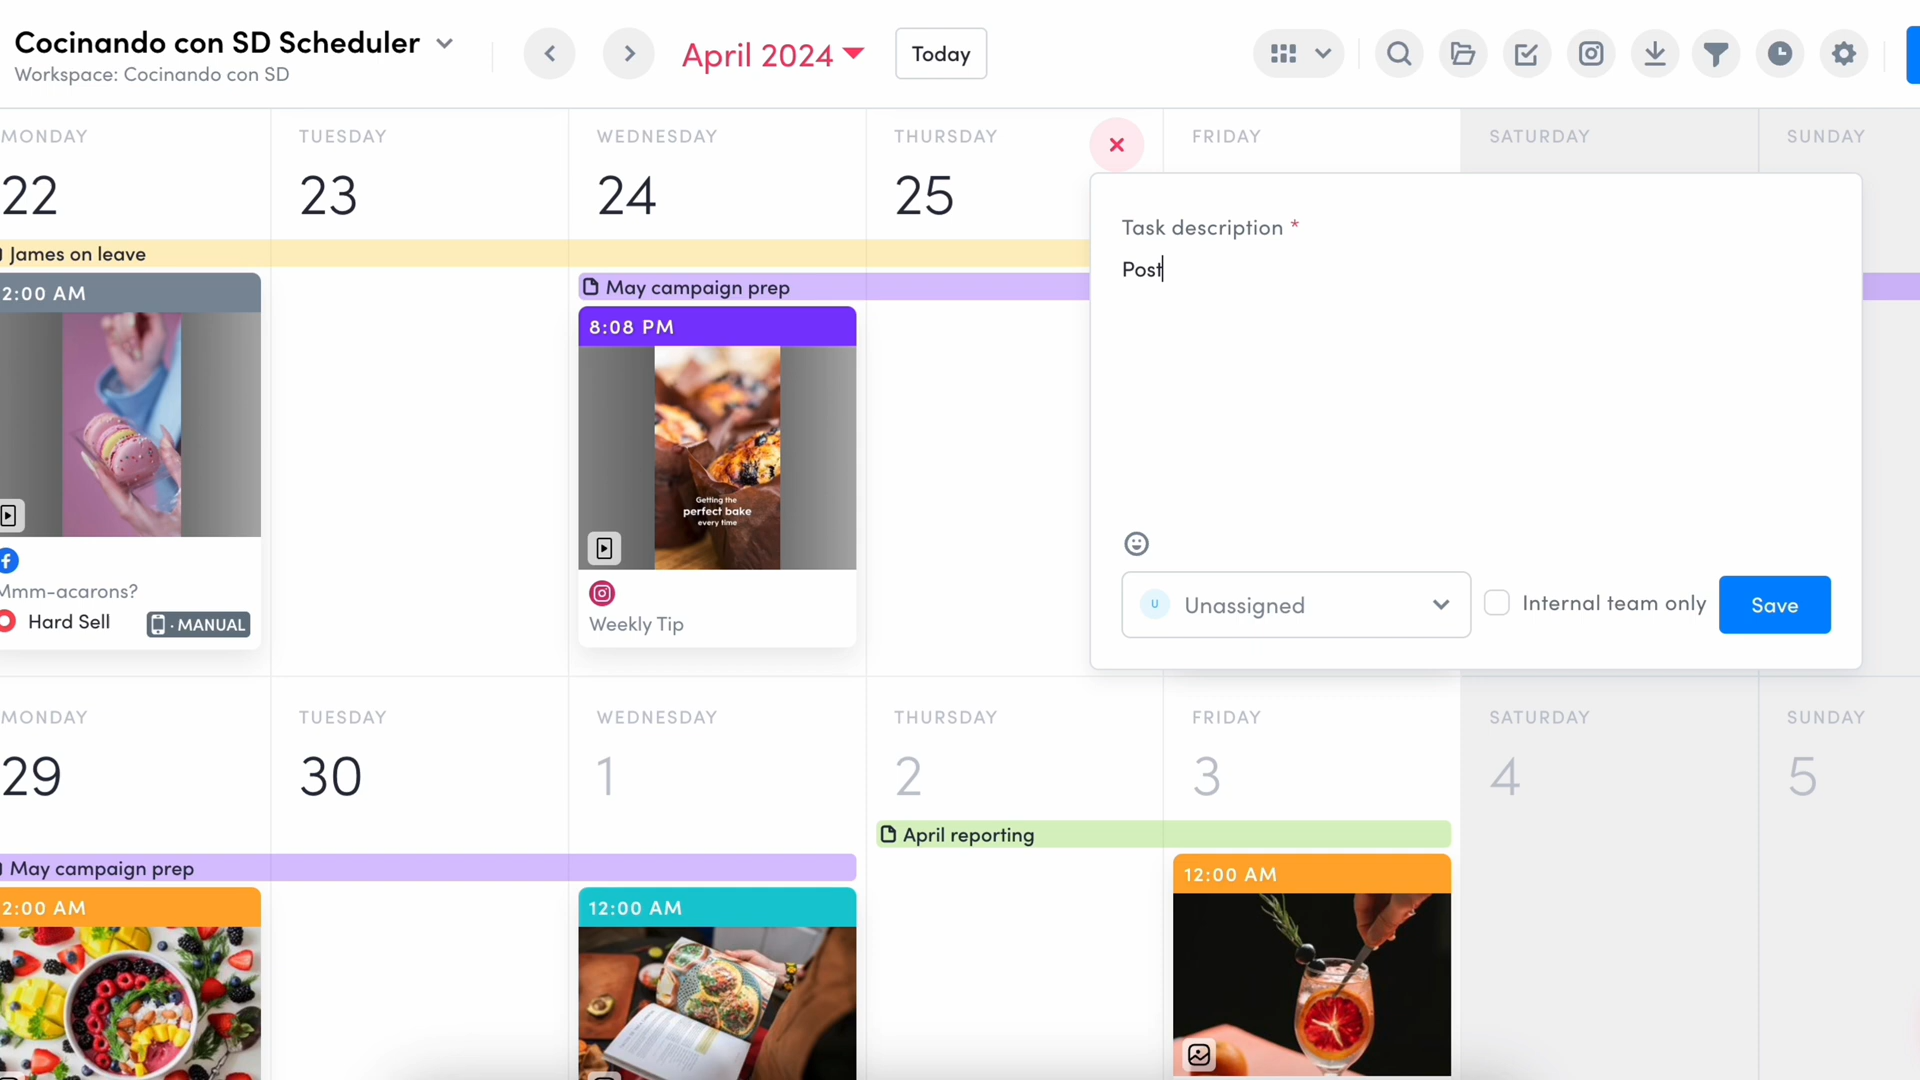 Cocinando con SD Scheduler
Workspace: Cocinando con SD
April 2024
Today
MONDAY
TUESDAY
WEDNESDAY
THURSDAY
FRIDAY
SATURDAY
SUNDAY
22
23
24
25
James on leave
May campaign prep
2:00 AM
8:08 PM
Getting the
perfect bake
every time
Mmm-acarons?
Hard Sell
· MANUAL
Weekly Tip
Task description *
Post
U
Unassigned
Internal team only
Save
MONDAY
TUESDAY
WEDNESDAY
THURSDAY
FRIDAY
SATURDAY
SUNDAY
29
30
1
2
3
4
5
April reporting
May campaign prep
2:00 AM
12:00 AM
12:00 AM